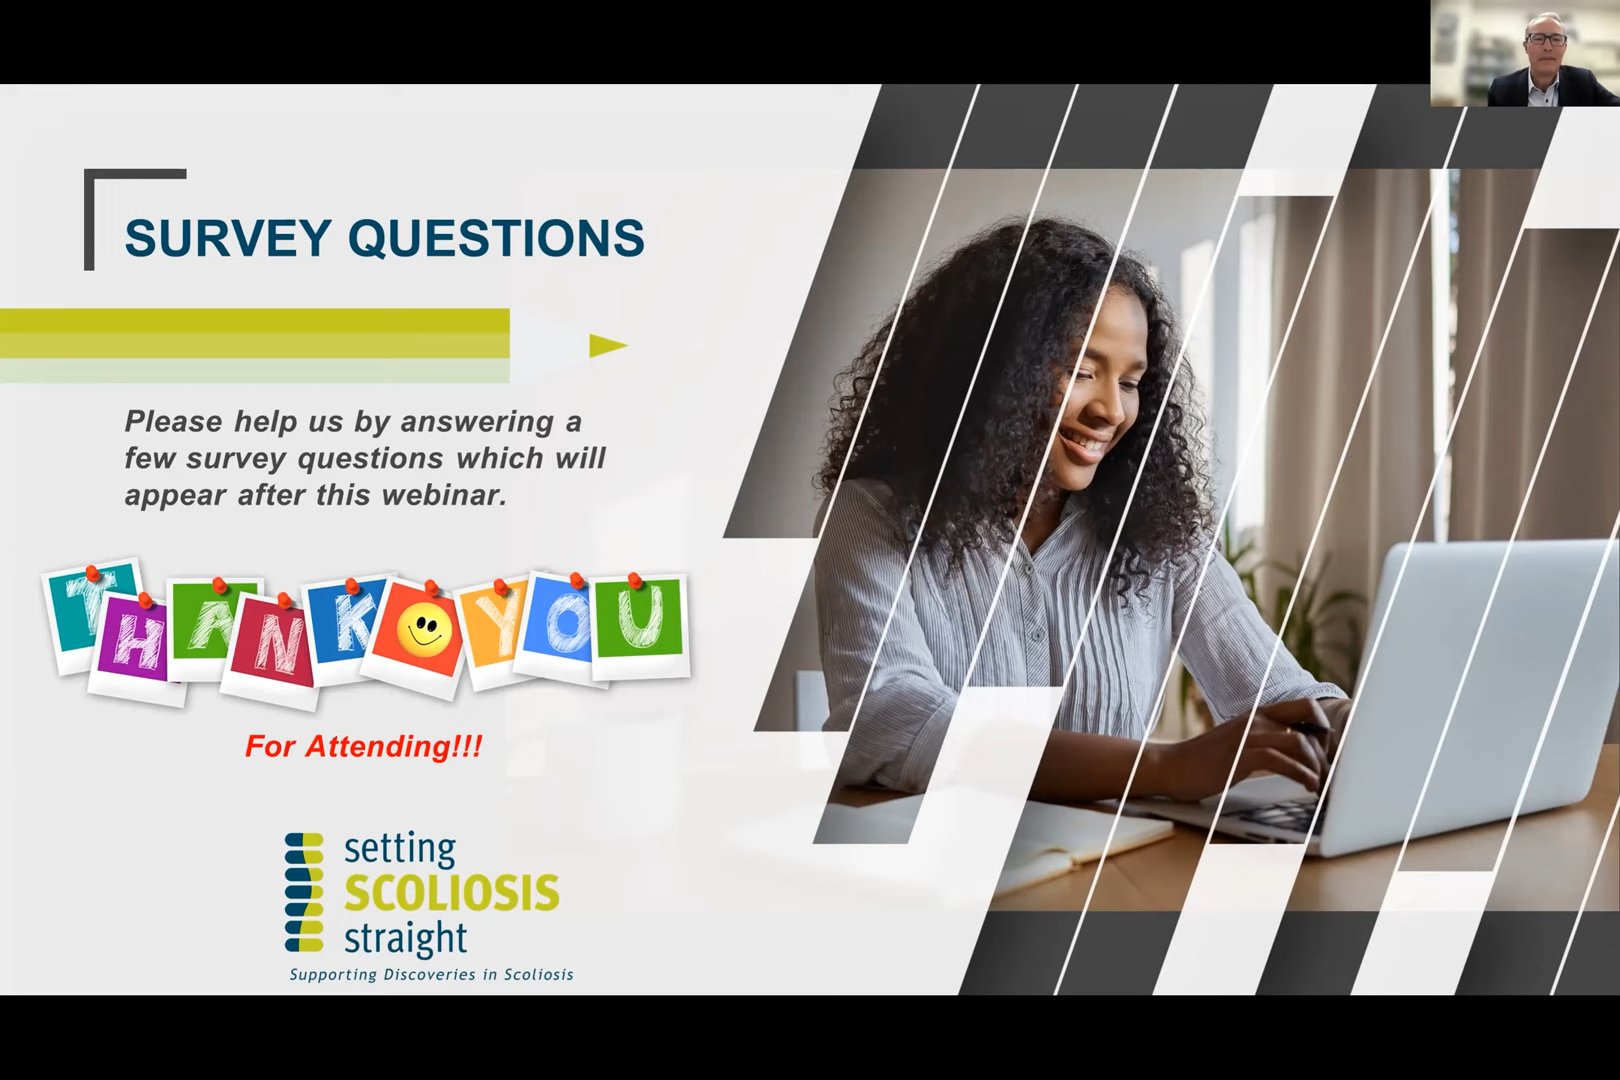 SURVEY QUESTIONS
Please help us by answering a
few survey questions which will
appear after this webinar.
THANK YOU
For Attending!!!
setting
SCOLIOSIS
straight
Supporting Discoveries in Scoliosis